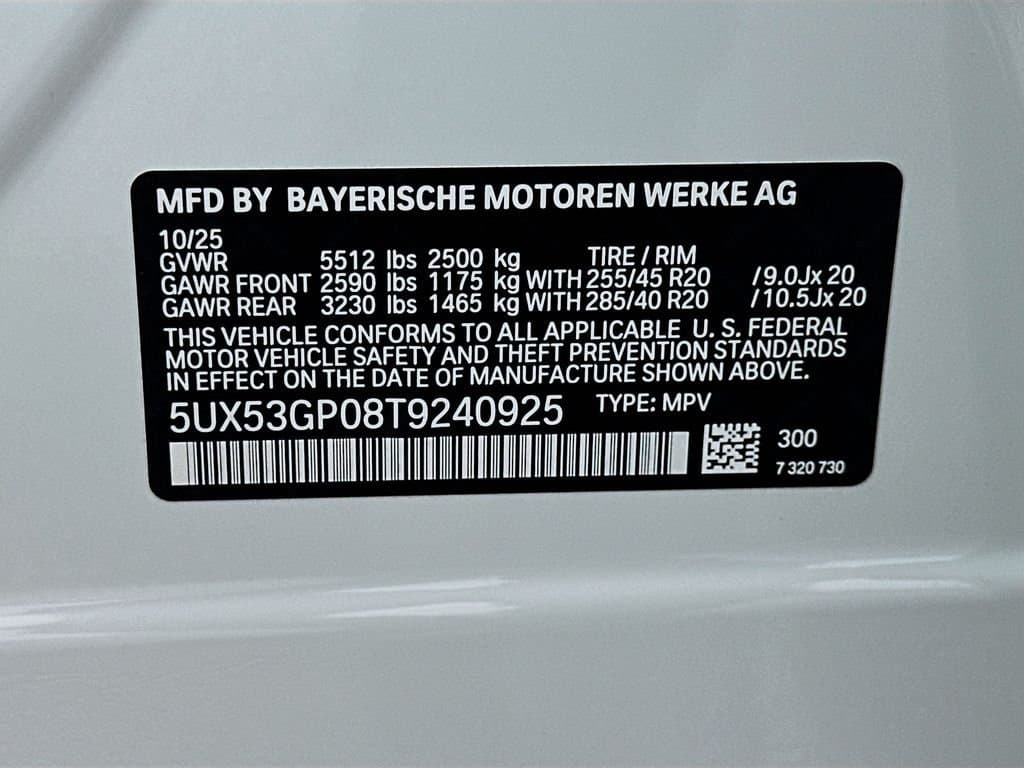 MFD BY BAYERISCHE MOTOREN WERKE AG
10/25
GVWR 5512 lbs 2500 kg TIRE / RIM
GAWR FRONT 2590 lbs 1175 kg WITH 255/45 R20 /9.0Jx 20
GAWR REAR 3230 lbs 1465 kg WITH 285/40 R20 /10.5Jx 20
THIS VEHICLE CONFORMS TO ALL APPLICABLE U. S. FEDERAL
MOTOR VEHICLE SAFETY AND THEFT PREVENTION STANDARDS
IN EFFECT ON THE DATE OF MANUFACTURE SHOWN ABOVE.
5UX53GP08T9240925 TYPE: MPV
300
7 320 730